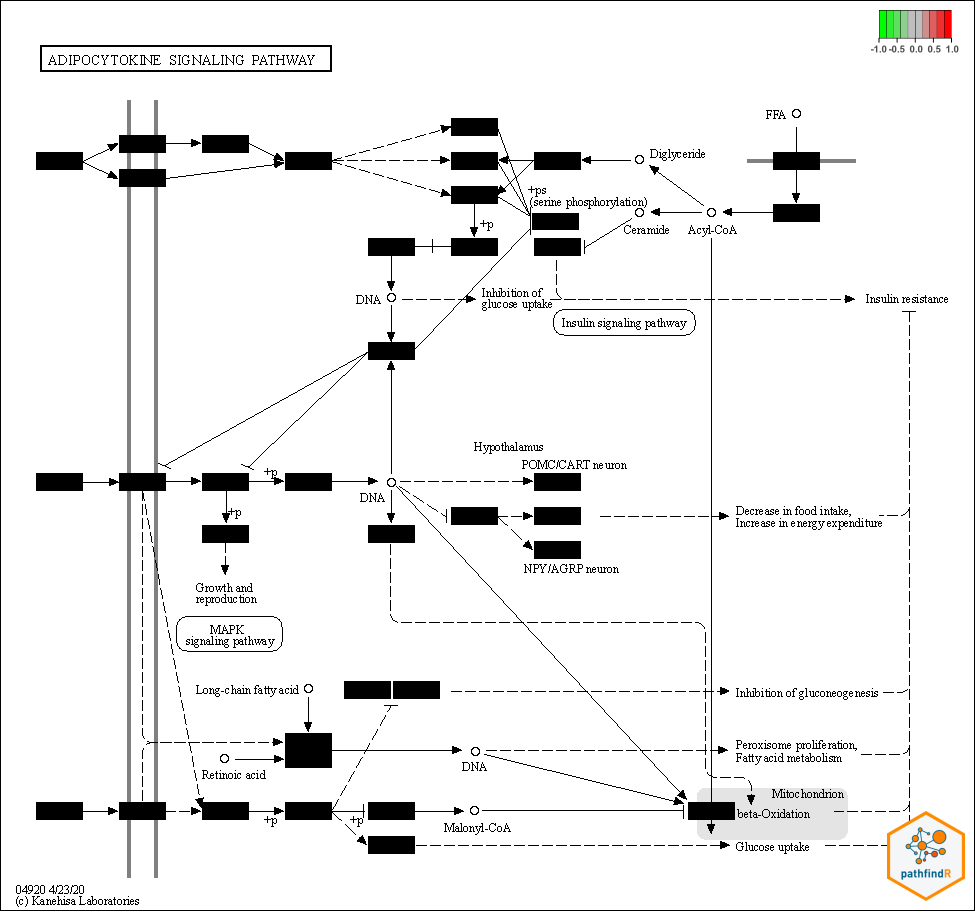 -1.0 -0.5 0.0 0.5 1.0
ADIPOCYTOKINE SIGNALING PATHWAY
FFA
Diglyceride
+ps
(serine phosphorylation)
+p
Ceramide
Acyl-CoA
DNA
Inhibition of
glucose uptake
Insulin resistance
Insulin signaling pathway
Hypothalamus
POMC/CART neuron
+p
DNA
+p
Decrease in food intake,
Increase in energy expenditure
NPY/AGRP neuron
Growth and
reproduction
MAPK
signaling pathway
Long-chain fatty acid
Inhibition of gluconeogenesis
Retinoic acid
DNA
Peroxisome proliferation,
Fatty acid metabolism
Mitochondrion
beta-Oxidation
+p
+p
Malonyl-CoA
Glucose uptake
pathfindR
04920 4/23/20
(c) Kanehisa Laboratories